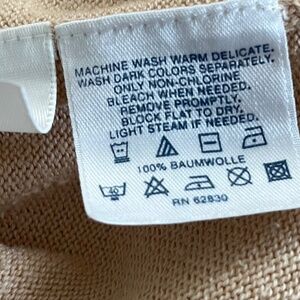 MACHINE WASH WARM DELICATE.
WASH DARK COLORS SEPARATELY.
ONLY NON-CHLORINE
BLEACH WHEN NEEDED.
REMOVE PROMPTLY.
BLOCK FLAT TO DRY.
LIGHT STEAM IF NEEDED.
100% BAUMWOLLE
40
RN 62830